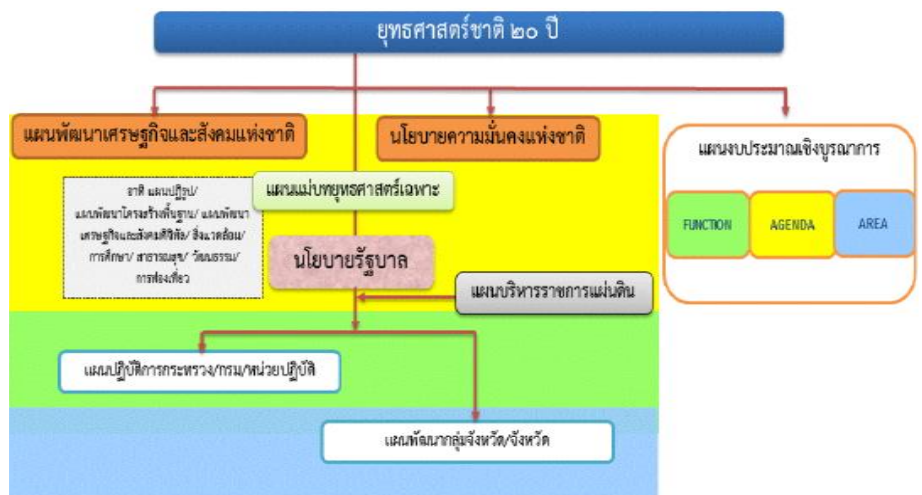 ยุทธศาสตร์ชาติ ๒๐ ปี
แผนพัฒนาเศรษฐกิจและสังคมแห่งชาติ
นโยบายความมั่นคงแห่งชาติ
แผนงบประมาณเชิงบูรณาการ
FUNCTION
AGENDA
AREA
แผนแม่บทยุทธศาสตร์เฉพาะ
อาทิ แผนปฏิรูป/
แผนพัฒนาโครงสร้างพื้นฐาน/ แผนพัฒนา
เศรษฐกิจและสังคมดิจิทัล/ สิ่งแวดล้อม/
การศึกษา/ สาธารณสุข/ วัฒนธรรม/
การท่องเที่ยว
นโยบายรัฐบาล
แผนบริหารราชการแผ่นดิน
แผนปฏิบัติการกระทรวง/กรม/หน่วยปฏิบัติ
แผนพัฒนากลุ่มจังหวัด/จังหวัด